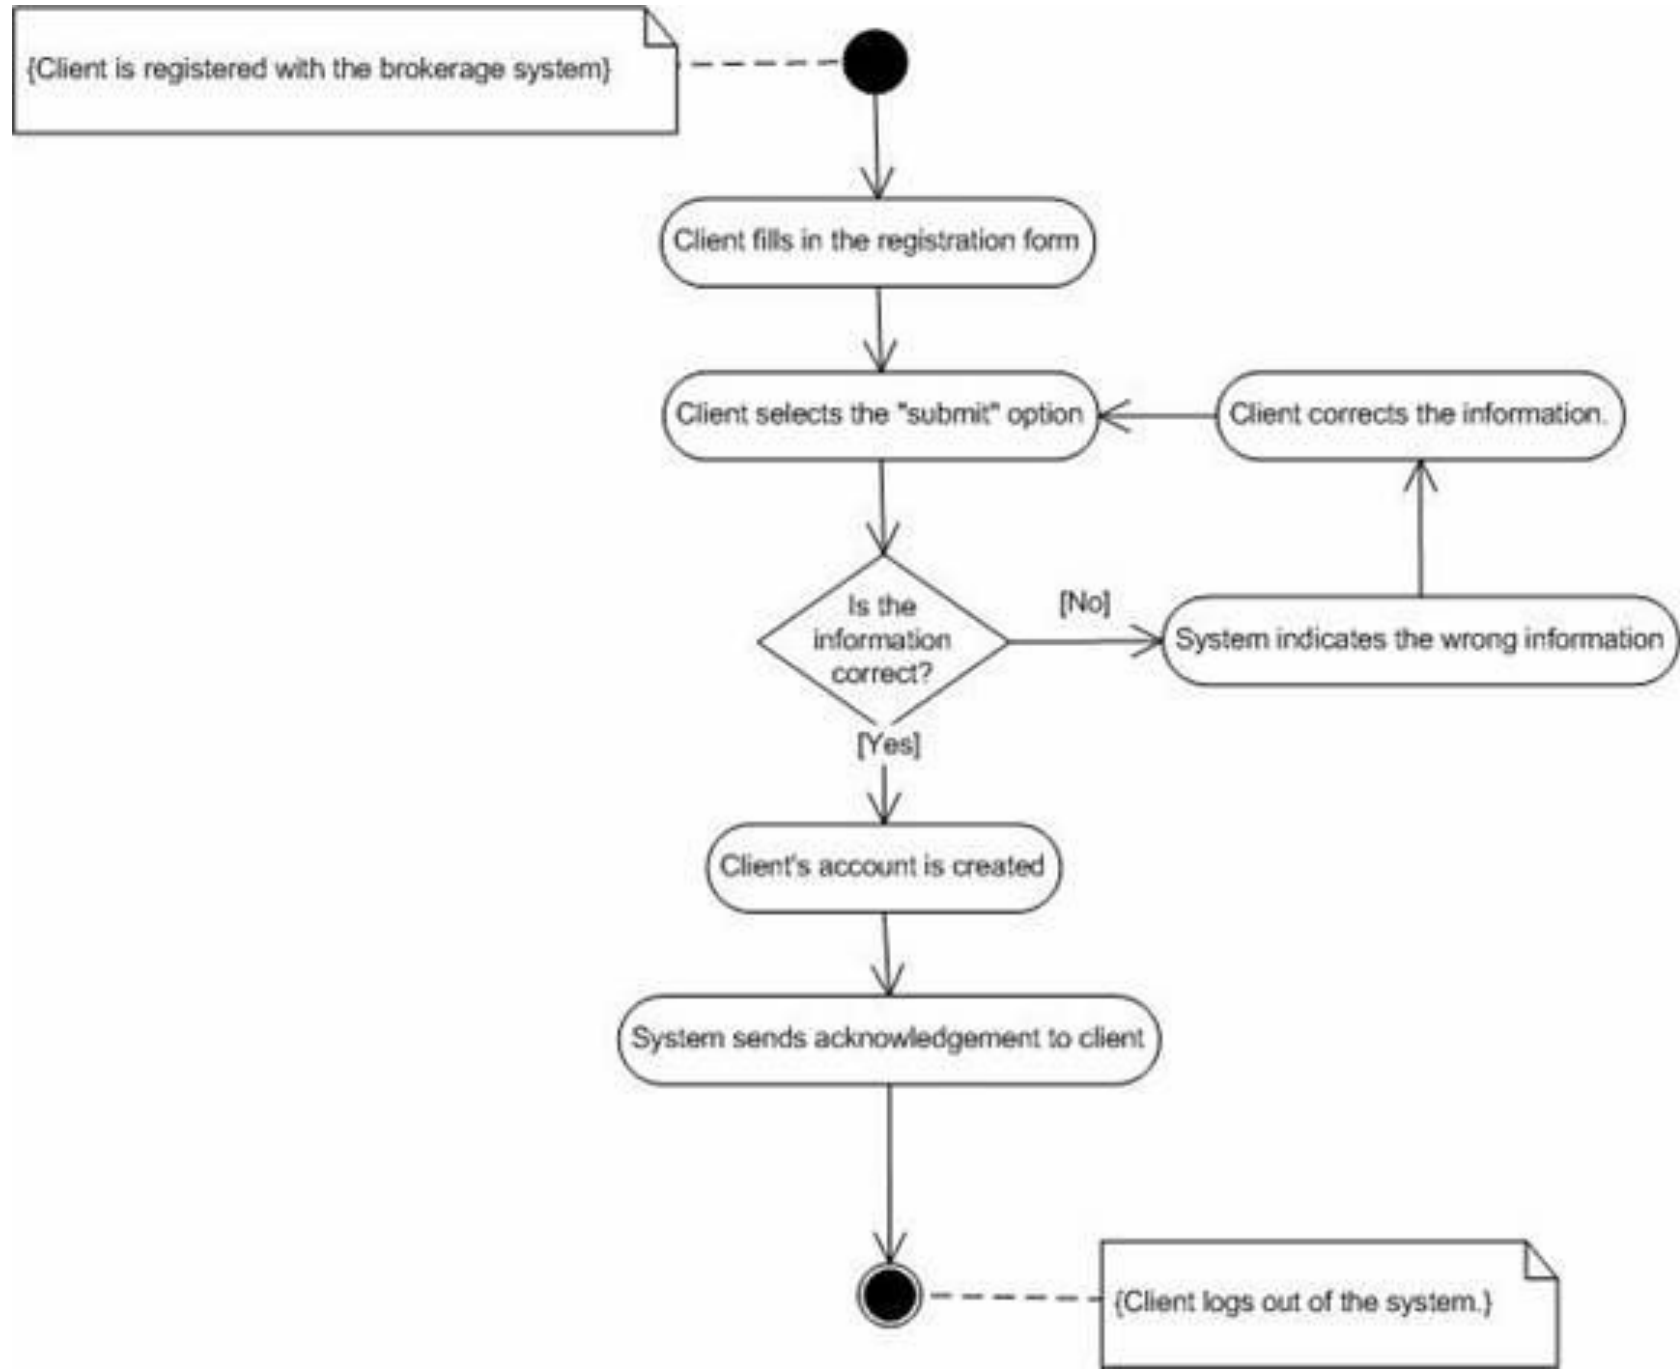 {Client is registered with the brokerage system}
Client fills in the registration form
Client selects the "submit" option
Client corrects the information.
Is the
information
correct?
[No]
System indicates the wrong information
[Yes]
Client's account is created
System sends acknowledgement to client
{Client logs out of the system.}